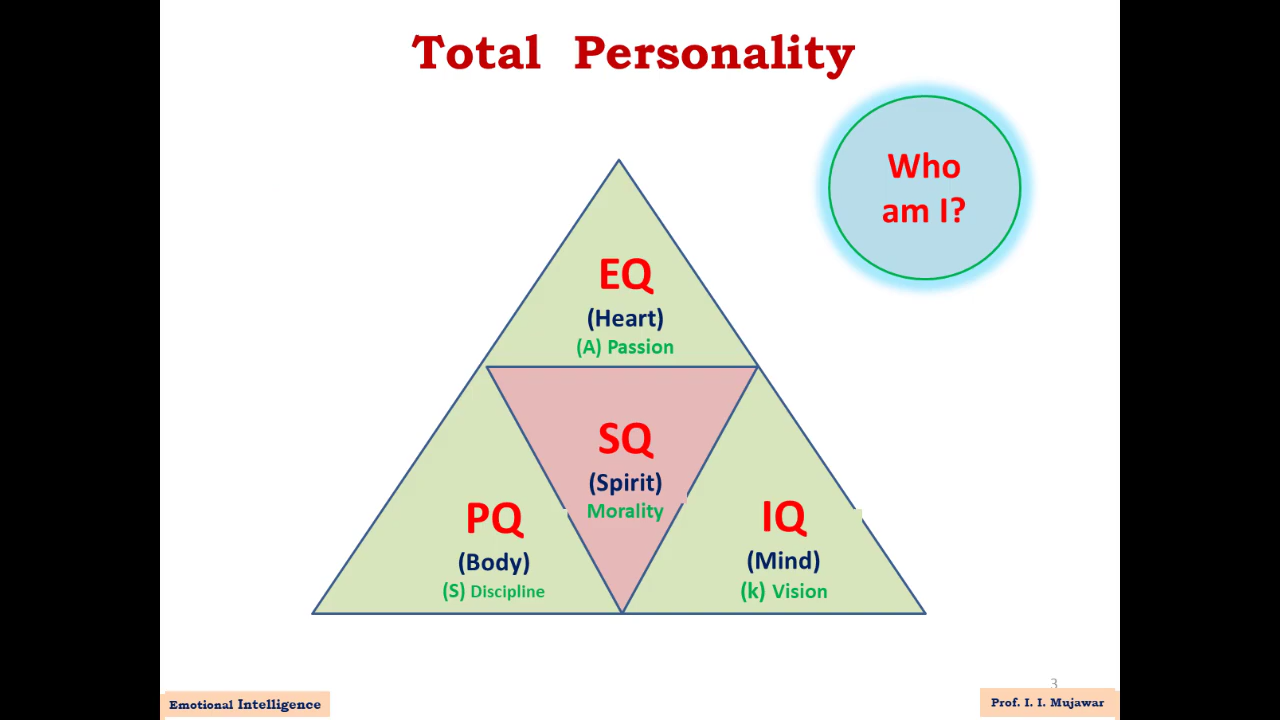 Total Personality
Who
am I?
EQ
(Heart)
(A) Passion
SQ
(Spirit)
Morality
PQ
(Body)
(S) Discipline
IQ
(Mind)
(k) Vision
3
Emotional Intelligence
Prof. I. I. Mujawar